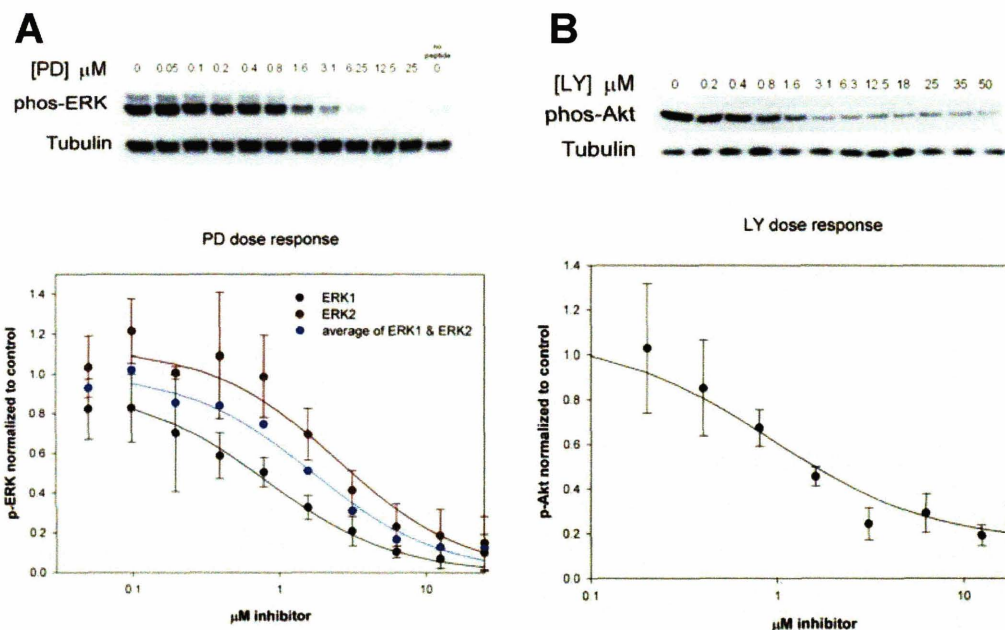 A
no
peptide
[PD] μM 0 0.05 0.1 0.2 0.4 0.8 1.6 3.1 6.25 12.5 25 0
phos-ERK
Tubulin
PD dose response
ERK1
ERK2
average of ERK1 & ERK2
p-ERK normalized to control
1.4
1.2
1.0
0.8
0.6
0.4
0.2
0.0
0 1 1 10
μM inhibitor
B
[LY] μM 0 0.2 0.4 0.8 1.6 3.1 6.3 12.5 18 25 35 50
phos-Akt
Tubulin
LY dose response
p-Akt normalized to control
1.4
1.2
1.0
0.8
0.6
0.4
0.2
0.0
0 1 1 10
μM inhibitor